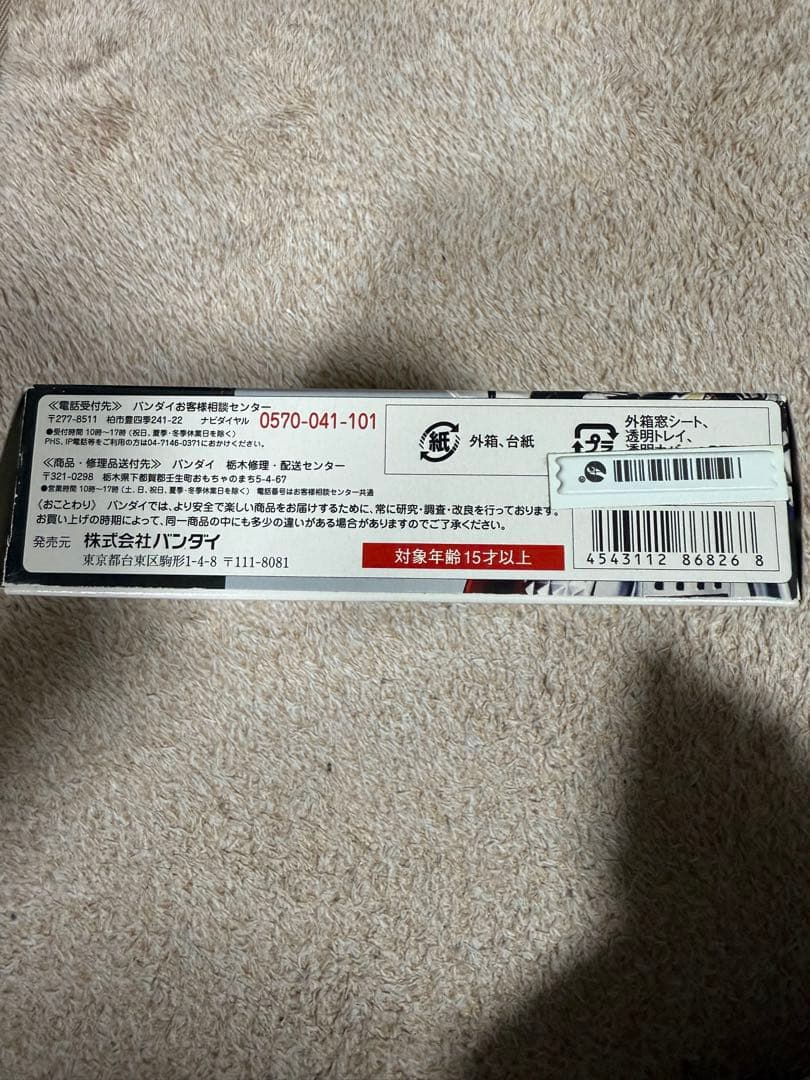 ≪電話受付先≫ バンダイお客様相談センター
〒277-8511 柏市豊四季241-22 ナビダイヤル 0570-041-101
●受付時間 10時〜17時 (祝日、夏季・冬季休業日を除く)
PHS、IP電話等をご利用の方は04-7146-0371におかけください。
≪商品・修理品送付先≫ バンダイ 栃木修理・配送センター
〒321-0298 栃木県下都賀郡壬生町おもちゃのまち5-4-67
●営業時間 10時〜17時 (土、日、祝日、夏季・冬季休業日を除く) 電話番号はお客様相談センター共通
≪おことわり≫ バンダイでは、より安全で楽しい商品をお届けするために、常に研究・調査・改良を行っております。
お買い上げの時期によって、同一商品の中にも多少の違いがある場合がありますのでご了承ください。
発売元 株式会社バンダイ
東京都台東区駒形1-4-8 〒111-8081
対象年齢15才以上
紙
外箱、台紙
プラ
外箱窓シート、
透明トレイ、
4543112 86826 8